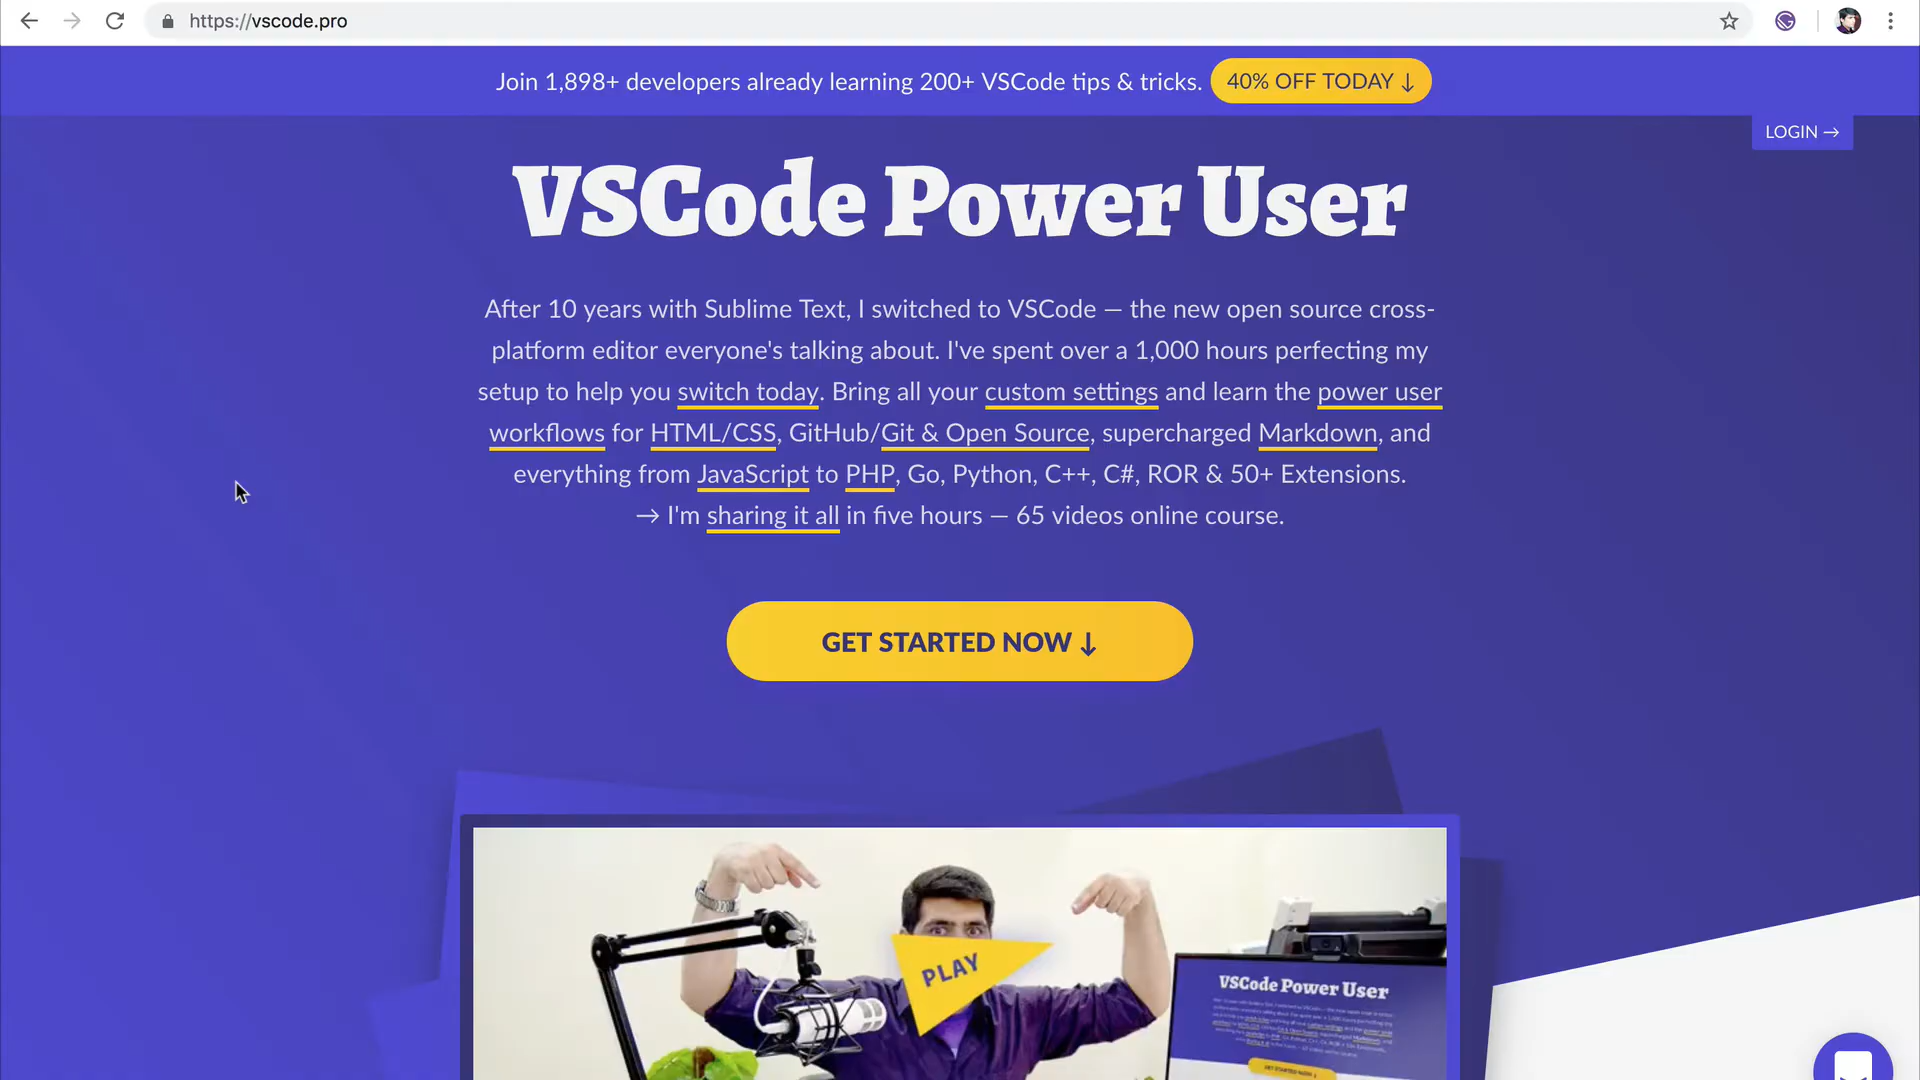 https://vscode.pro
Join 1,898+ developers already learning 200+ VSCode tips & tricks. 40% OFF TODAY ↓
LOGIN →
VSCode Power User
After 10 years with Sublime Text, I switched to VSCode — the new open source cross-
platform editor everyone's talking about. I've spent over a 1,000 hours perfecting my
setup to help you switch today. Bring all your custom settings and learn the power user
workflows for HTML/CSS, GitHub/Git & Open Source, supercharged Markdown, and
everything from JavaScript to PHP, Go, Python, C++, C#, ROR & 50+ Extensions.
→ I'm sharing it all in five hours — 65 videos online course.
GET STARTED NOW ↓
PLAY
VSCode Power User
GET STARTED NOW ↓